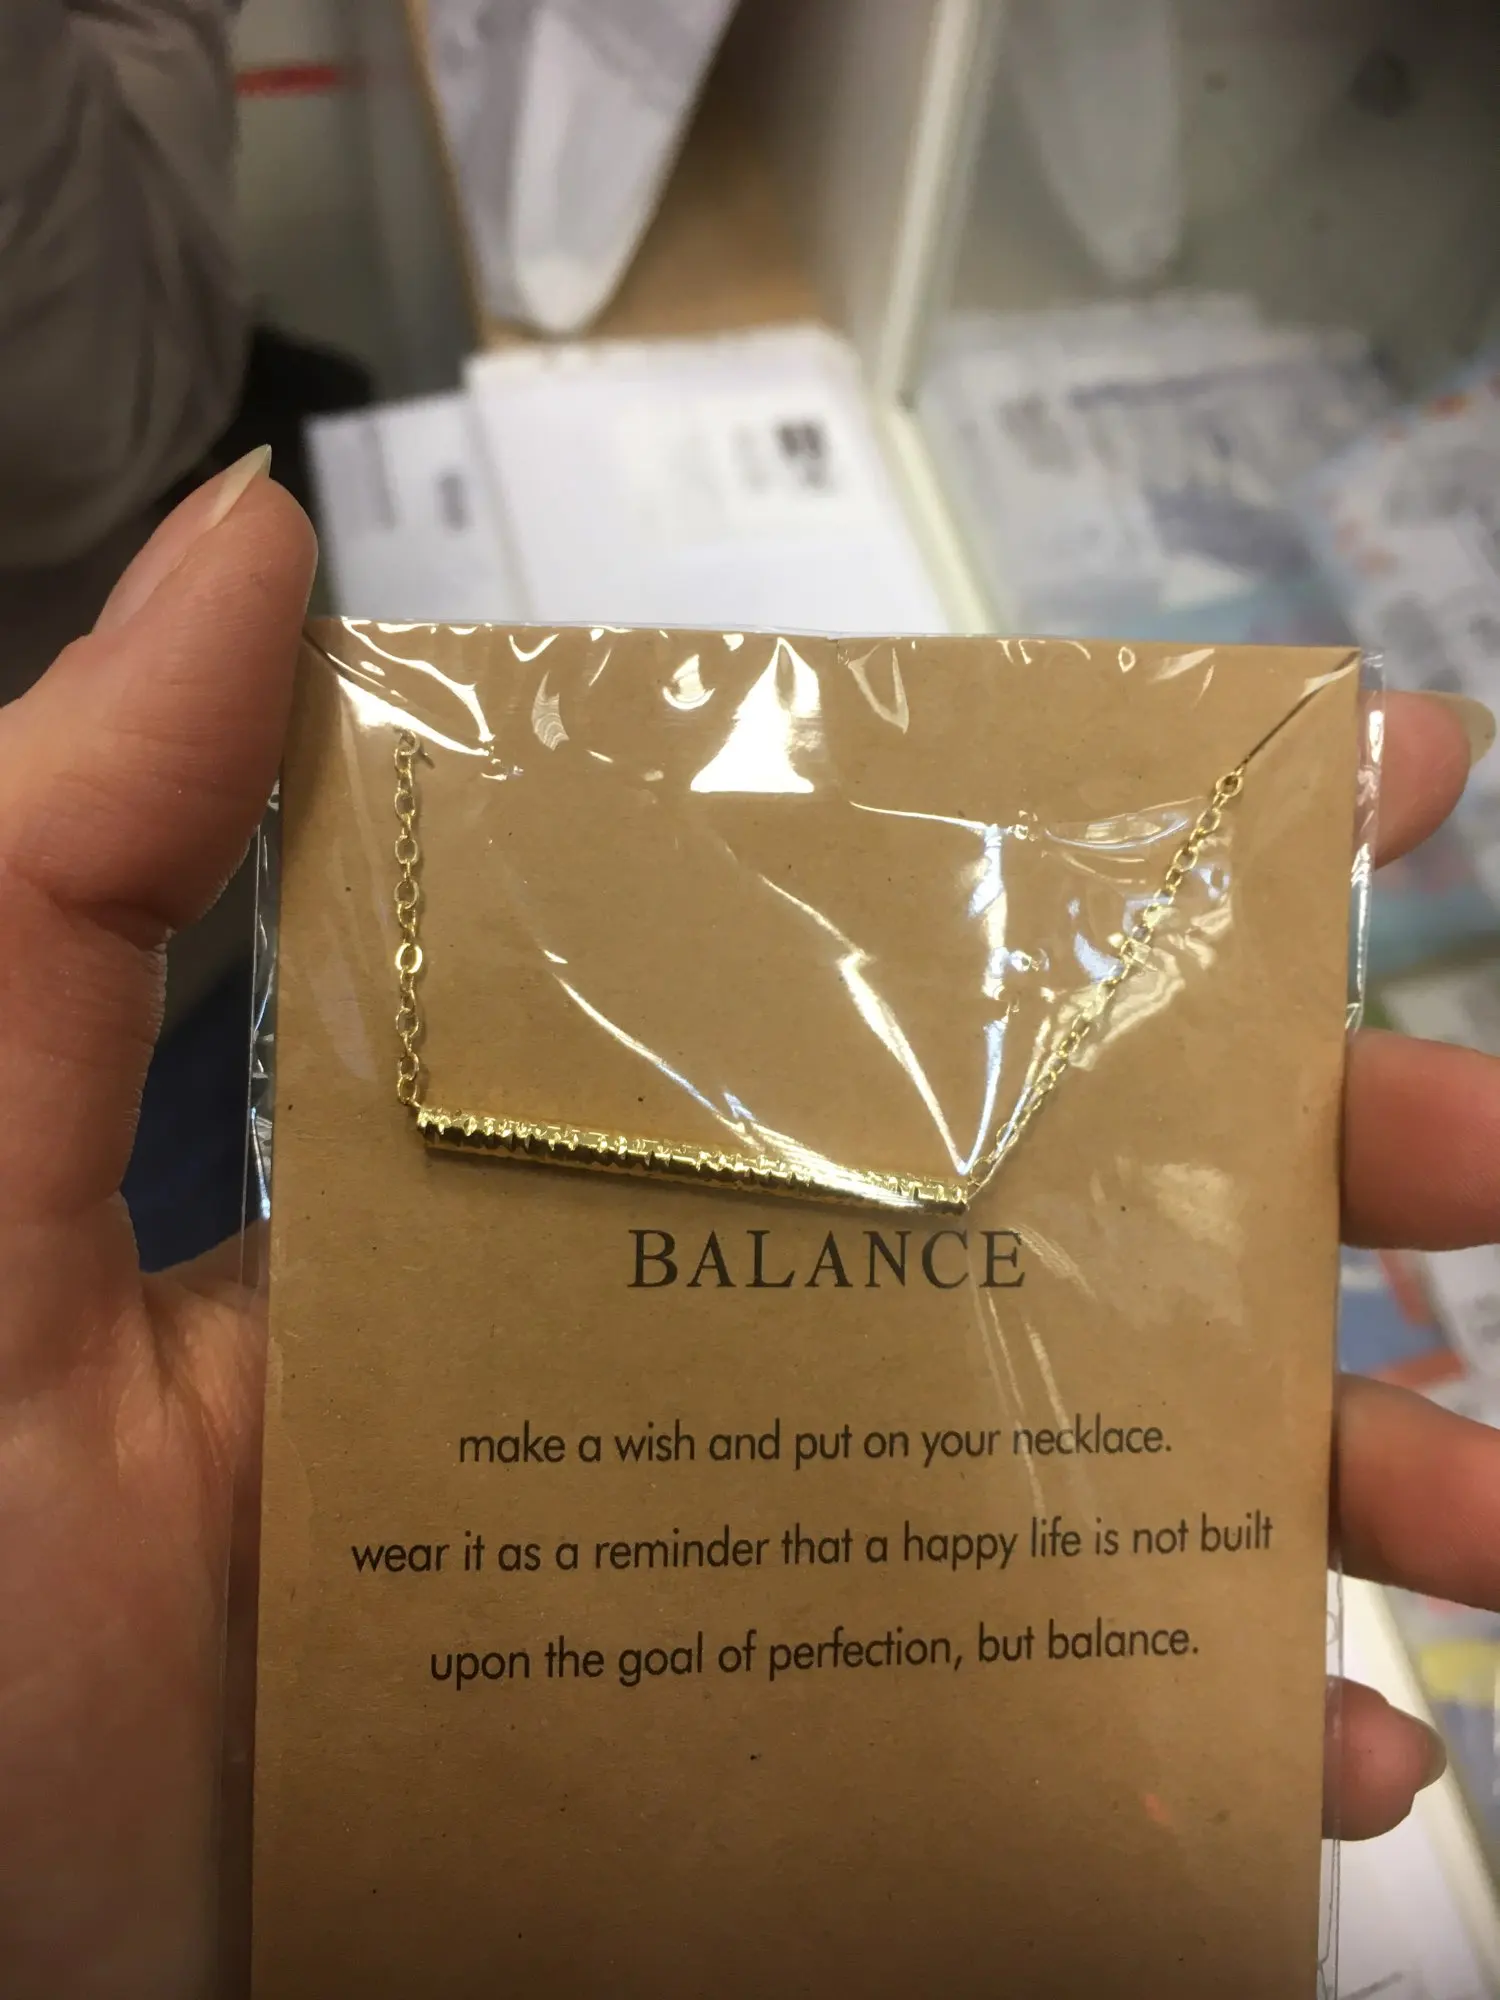 BALANCE
make a wish and put on your necklace.
wear it as a reminder that a happy life is not built
upon the goal of perfection, but balance.